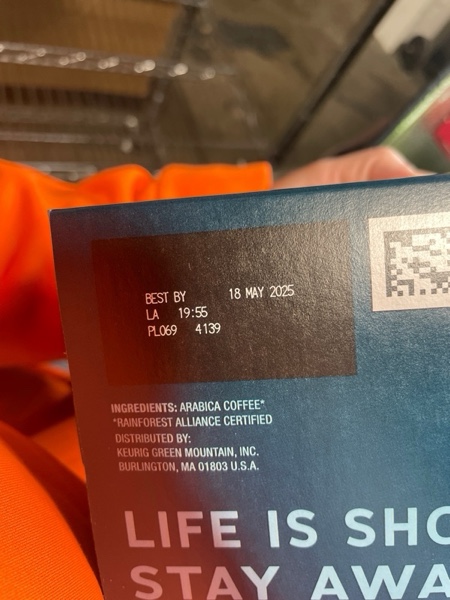 BEST BY 18 MAY 2025
LA 19:55
PL069 4139
INGREDIENTS: ARABICA COFFEE*
*RAINFOREST ALLIANCE CERTIFIED
DISTRIBUTED BY:
KEURIG GREEN MOUNTAIN, INC.
BURLINGTON, MA 01803 U.S.A.
LIFE IS SHO
STAY AWA